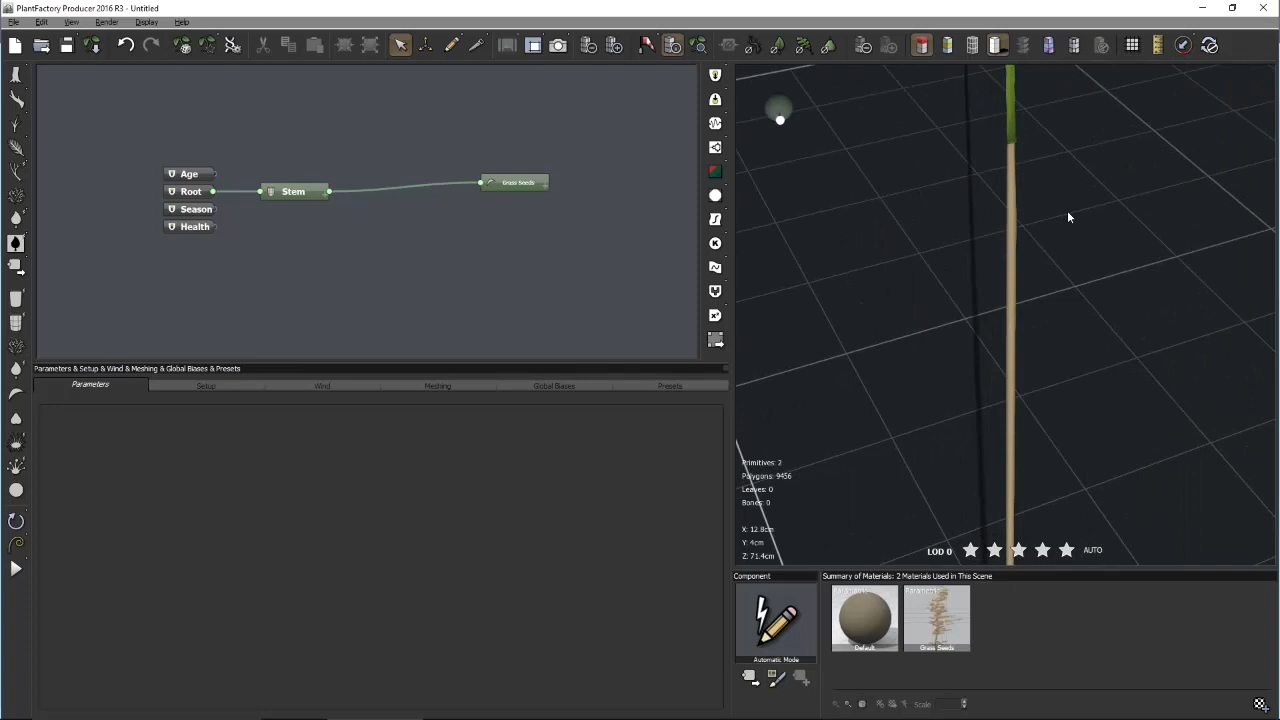 PlantFactory Producer 2016 R3 - Untitled
File Edit View Render Display Help
Age
Root
Season
Health
Stem
Grass Seeds
Parameters & Setup & Wind & Meshing & Global Biases & Presets
Parameters Setup Wind Meshing Global Biases Presets
Primitives: 2
Polygons: 9456
Leaves: 0
Bones: 0
X: 12.8cm
Y: 4cm
Z: 71.4cm
LOD 0 AUTO
Component
Automatic Mode
Summary of Materials: 2 Materials Used in This Scene
Parametric Parametric
Default Grass Seeds
Scale